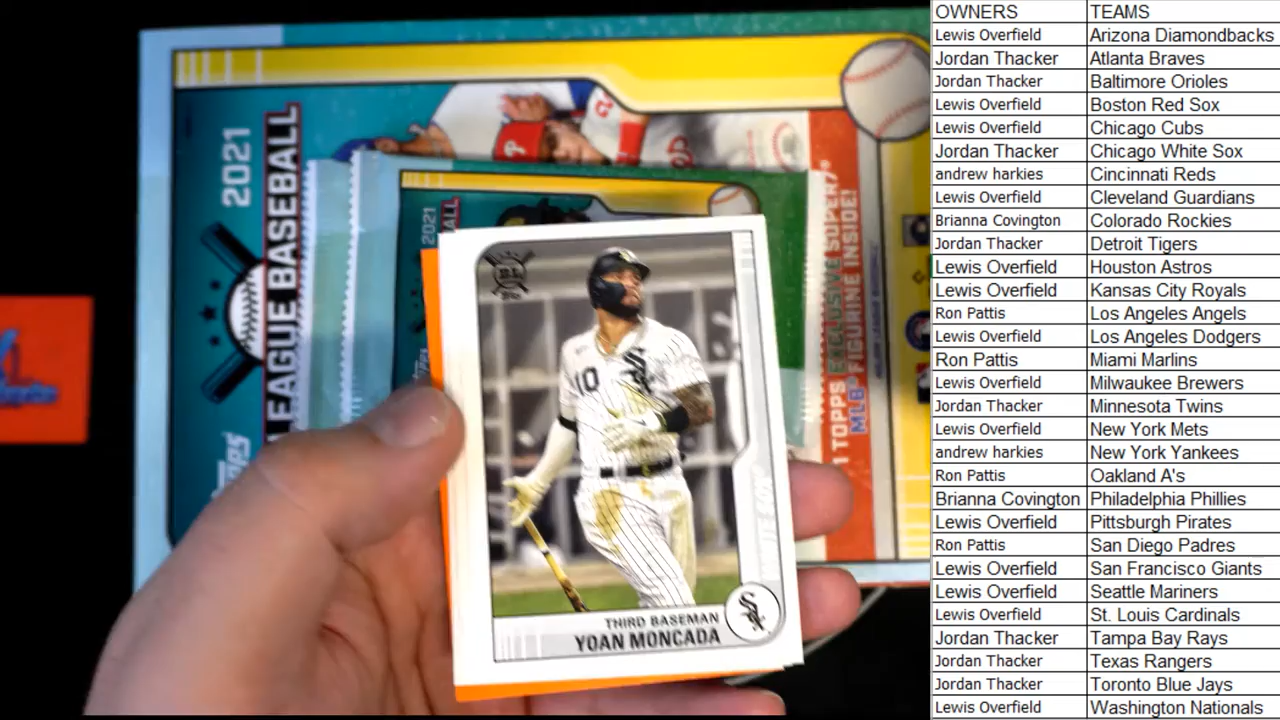 2021
LEAGUE BASEBALL
topps
2021
1 TOPPS EXCLUSIVE SUPER7
MLB FIGURINE INSIDE!
P
10
THIRD BASEMAN
YOAN MONCADA
OWNERS TEAMS
Lewis Overfield Arizona Diamondbacks
Jordan Thacker Atlanta Braves
Jordan Thacker Baltimore Orioles
Lewis Overfield Boston Red Sox
Lewis Overfield Chicago Cubs
Jordan Thacker Chicago White Sox
andrew harkies Cincinnati Reds
Lewis Overfield Cleveland Guardians
Brianna Covington Colorado Rockies
Jordan Thacker Detroit Tigers
Lewis Overfield Houston Astros
Lewis Overfield Kansas City Royals
Ron Pattis Los Angeles Angels
Lewis Overfield Los Angeles Dodgers
Ron Pattis Miami Marlins
Lewis Overfield Milwaukee Brewers
Jordan Thacker Minnesota Twins
Lewis Overfield New York Mets
andrew harkies New York Yankees
Ron Pattis Oakland A's
Brianna Covington Philadelphia Phillies
Lewis Overfield Pittsburgh Pirates
Ron Pattis San Diego Padres
Lewis Overfield San Francisco Giants
Lewis Overfield Seattle Mariners
Lewis Overfield St. Louis Cardinals
Jordan Thacker Tampa Bay Rays
Jordan Thacker Texas Rangers
Jordan Thacker Toronto Blue Jays
Lewis Overfield Washington Nationals